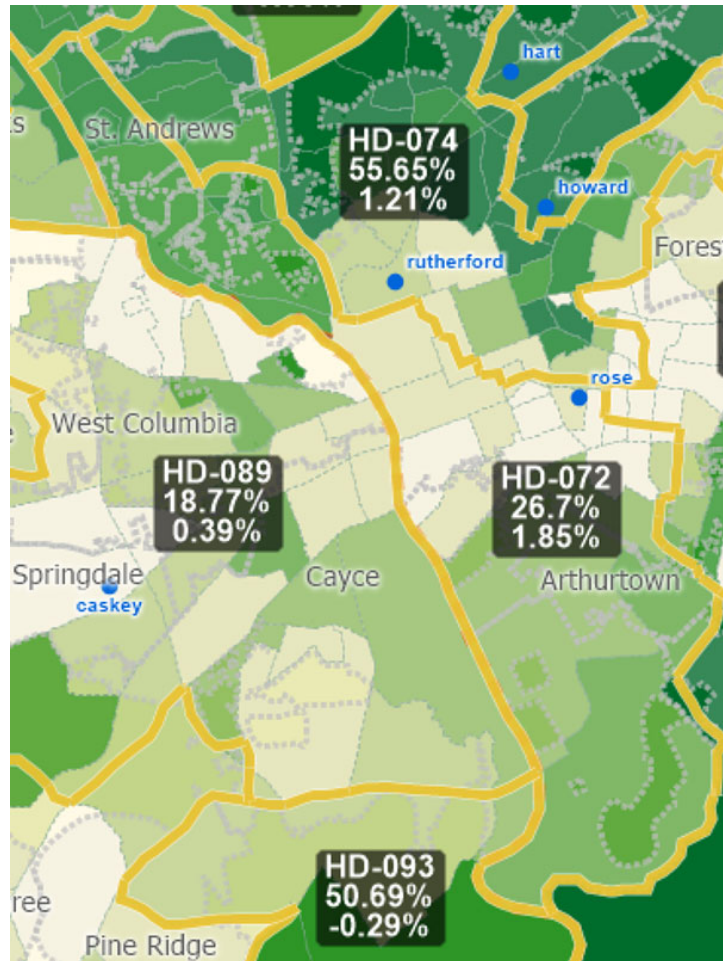 hart
St. Andrews
HD-074
55.65%
1.21%
howard
rutherford
rose
West Columbia
HD-089
18.77%
0.39%
HD-072
26.7%
1.85%
Springdale
caskey
Cayce
Arthurtown
HD-093
50.69%
-0.29%
Pine Ridge